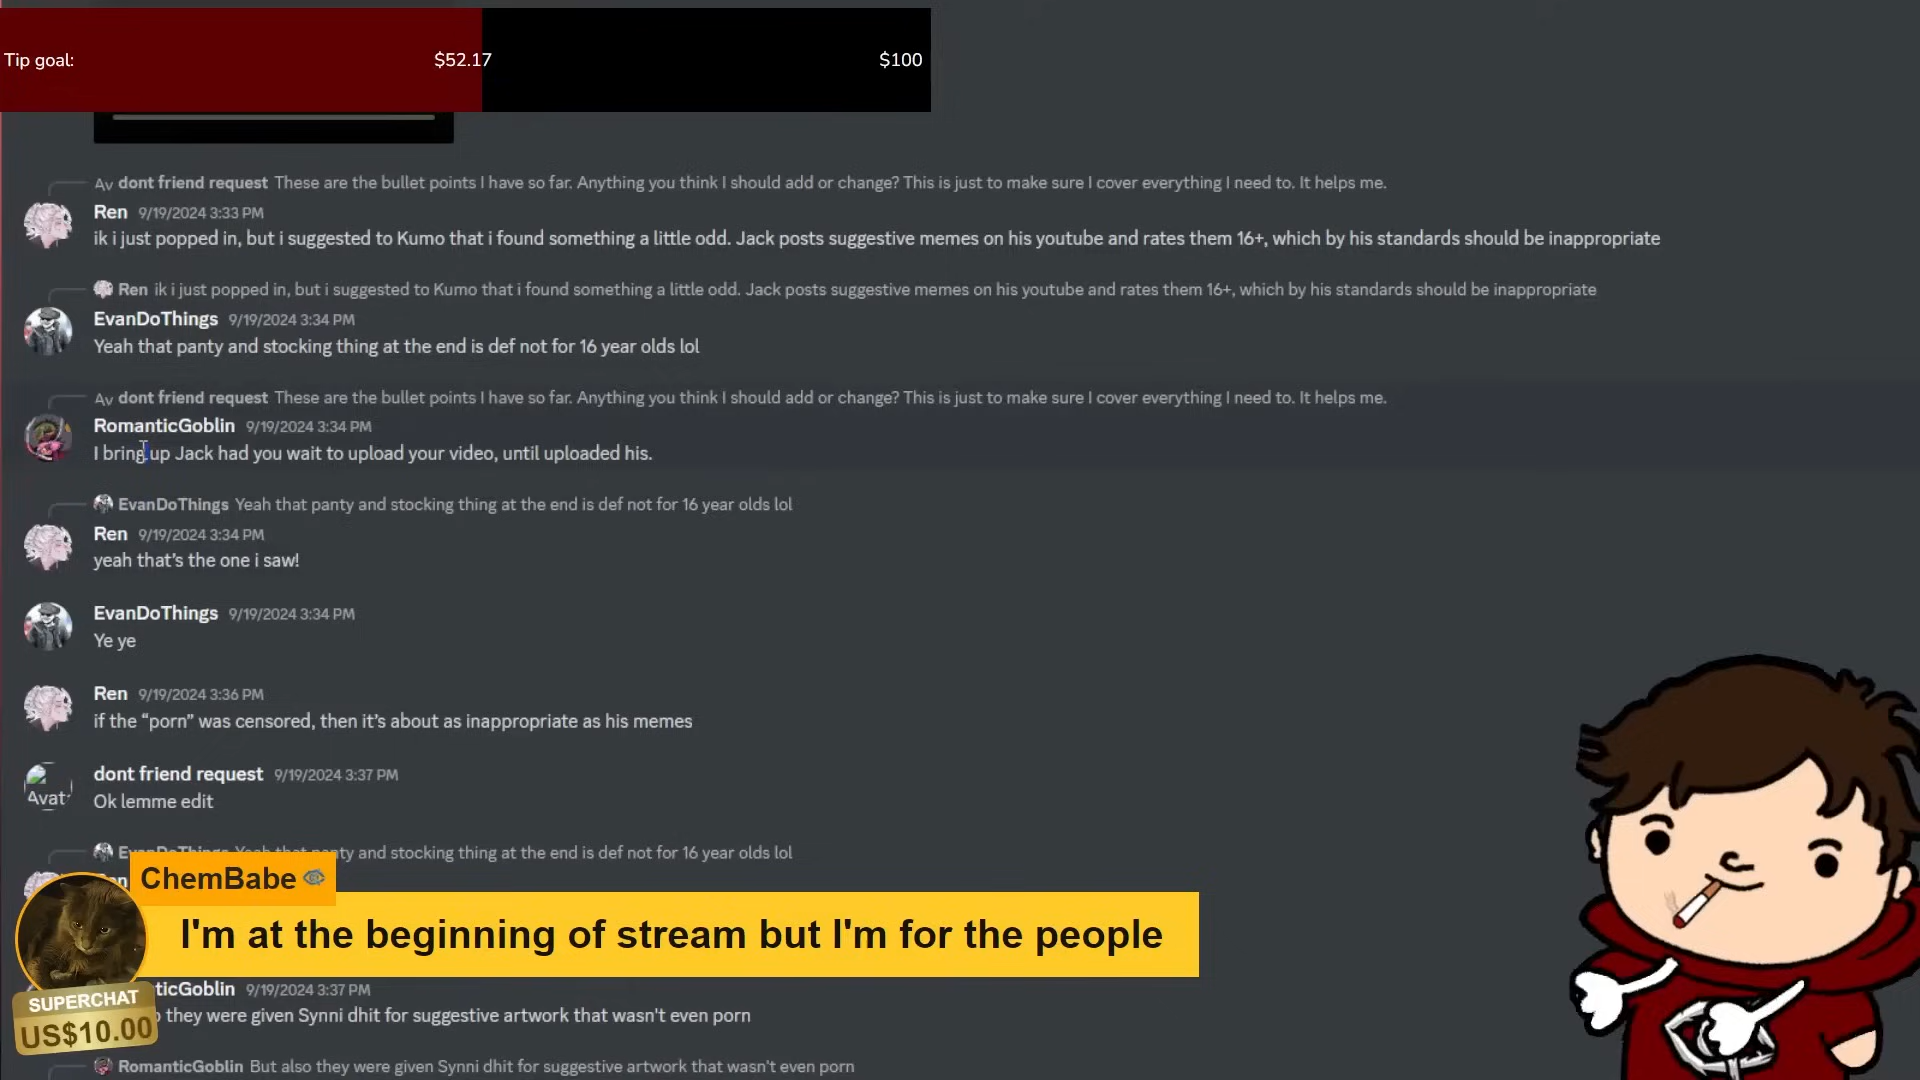 Tip goal: $52.17 $100
Av dont friend request These are the bullet points I have so far. Anything you think I should add or change? This is just to make sure I cover everything I need to. It helps me.
Ren 9/19/2024 3:33 PM
ik i just popped in, but i suggested to Kumo that i found something a little odd. Jack posts suggestive memes on his youtube and rates them 16+, which by his standards should be inappropriate
Ren ik i just popped in, but i suggested to Kumo that i found something a little odd. Jack posts suggestive memes on his youtube and rates them 16+, which by his standards should be inappropriate
EvanDoThings 9/19/2024 3:34 PM
Yeah that panty and stocking thing at the end is def not for 16 year olds lol
Av dont friend request These are the bullet points I have so far. Anything you think I should add or change? This is just to make sure I cover everything I need to. It helps me.
RomanticGoblin 9/19/2024 3:34 PM
I bring up Jack had you wait to upload your video, until uploaded his.
EvanDoThings Yeah that panty and stocking thing at the end is def not for 16 year olds lol
Ren 9/19/2024 3:34 PM
yeah that's the one i saw!
EvanDoThings 9/19/2024 3:34 PM
Ye ye
Ren 9/19/2024 3:36 PM
if the “porn” was censored, then it's about as inappropriate as his memes
dont friend request 9/19/2024 3:37 PM
Avat
Ok lemme edit
and stocking thing at the end is def not for 16 year olds lol
ChemBabe
I'm at the beginning of stream but I'm for the people
ticGoblin 9/19/2024 3:37 PM
SUPERCHAT
US$10.00
they were given Synni dhit for suggestive artwork that wasn't even porn
RomanticGoblin But also they were given Synni dhit for suggestive artwork that wasn't even porn